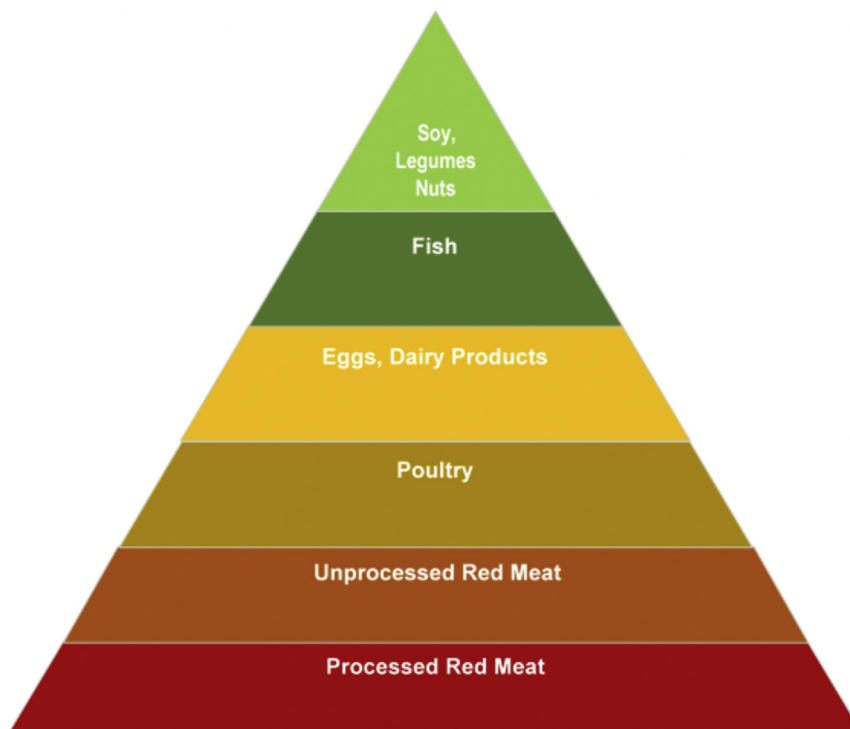 Soy,
Legumes
Nuts
Fish
Eggs, Dairy Products
Poultry
Unprocessed Red Meat
Processed Red Meat